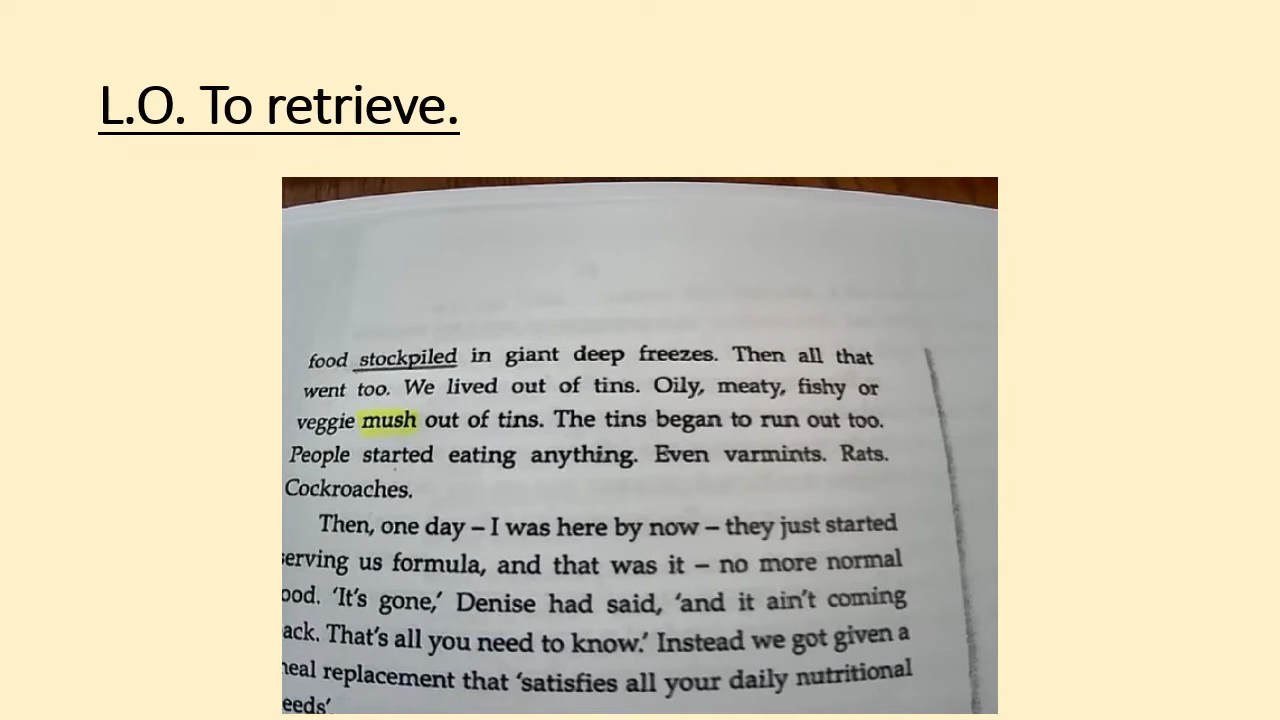 L.O. To retrieve.
food stockpiled in giant deep freezes. Then all that
went too. We lived out of tins. Oily, meaty, fishy or
veggie mush out of tins. The tins began to run out too.
People started eating anything. Even varmints. Rats.
Cockroaches.
Then, one day – I was here by now – they just started
serving us formula, and that was it – no more normal
ood. ‘It’s gone,’ Denise had said, ‘and it ain’t coming
ack. That’s all you need to know.’ Instead we got given a
neal replacement that ‘satisfies all your daily nutritional
eeds’